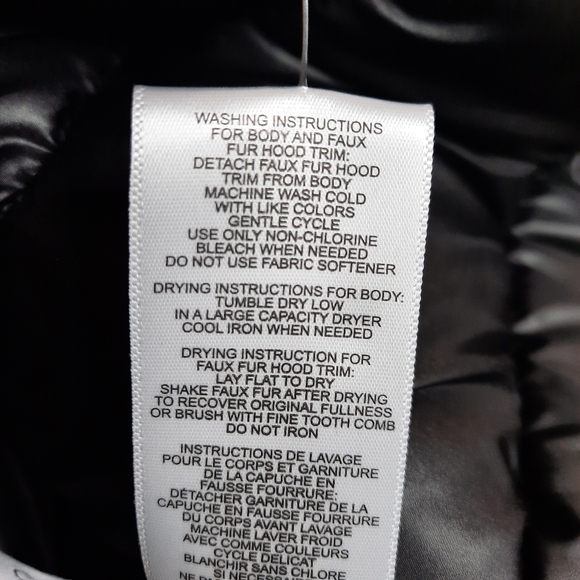 WASHING INSTRUCTIONS
FOR BODY AND FAUX
FUR HOOD TRIM:
DETACH FAUX FUR HOOD
TRIM FROM BODY
MACHINE WASH COLD
WITH LIKE COLORS
GENTLE CYCLE
USE ONLY NON-CHLORINE
BLEACH WHEN NEEDED
DO NOT USE FABRIC SOFTENER
DRYING INSTRUCTIONS FOR BODY:
TUMBLE DRY LOW
IN A LARGE CAPACITY DRYER
COOL IRON WHEN NEEDED
DRYING INSTRUCTION FOR
FAUX FUR HOOD TRIM:
LAY FLAT TO DRY
SHAKE FAUX FUR AFTER DRYING
TO RECOVER ORIGINAL FULLNESS
OR BRUSH WITH FINE TOOTH COMB
DO NOT IRON
INSTRUCTIONS DE LAVAGE
POUR LE CORPS ET GARNITURE
DE LA CAPUCHE EN
FAUSSE FOURRURE:
DÉTACHER GARNITURE DE LA
CAPUCHE EN FAUSSE FOURRURE
DU CORPS AVANT LAVAGE
MACHINE LAVER FROID
AVEC COMME COULEURS
CYCLE DELICAT
BLANCHIR SANS CHLORE